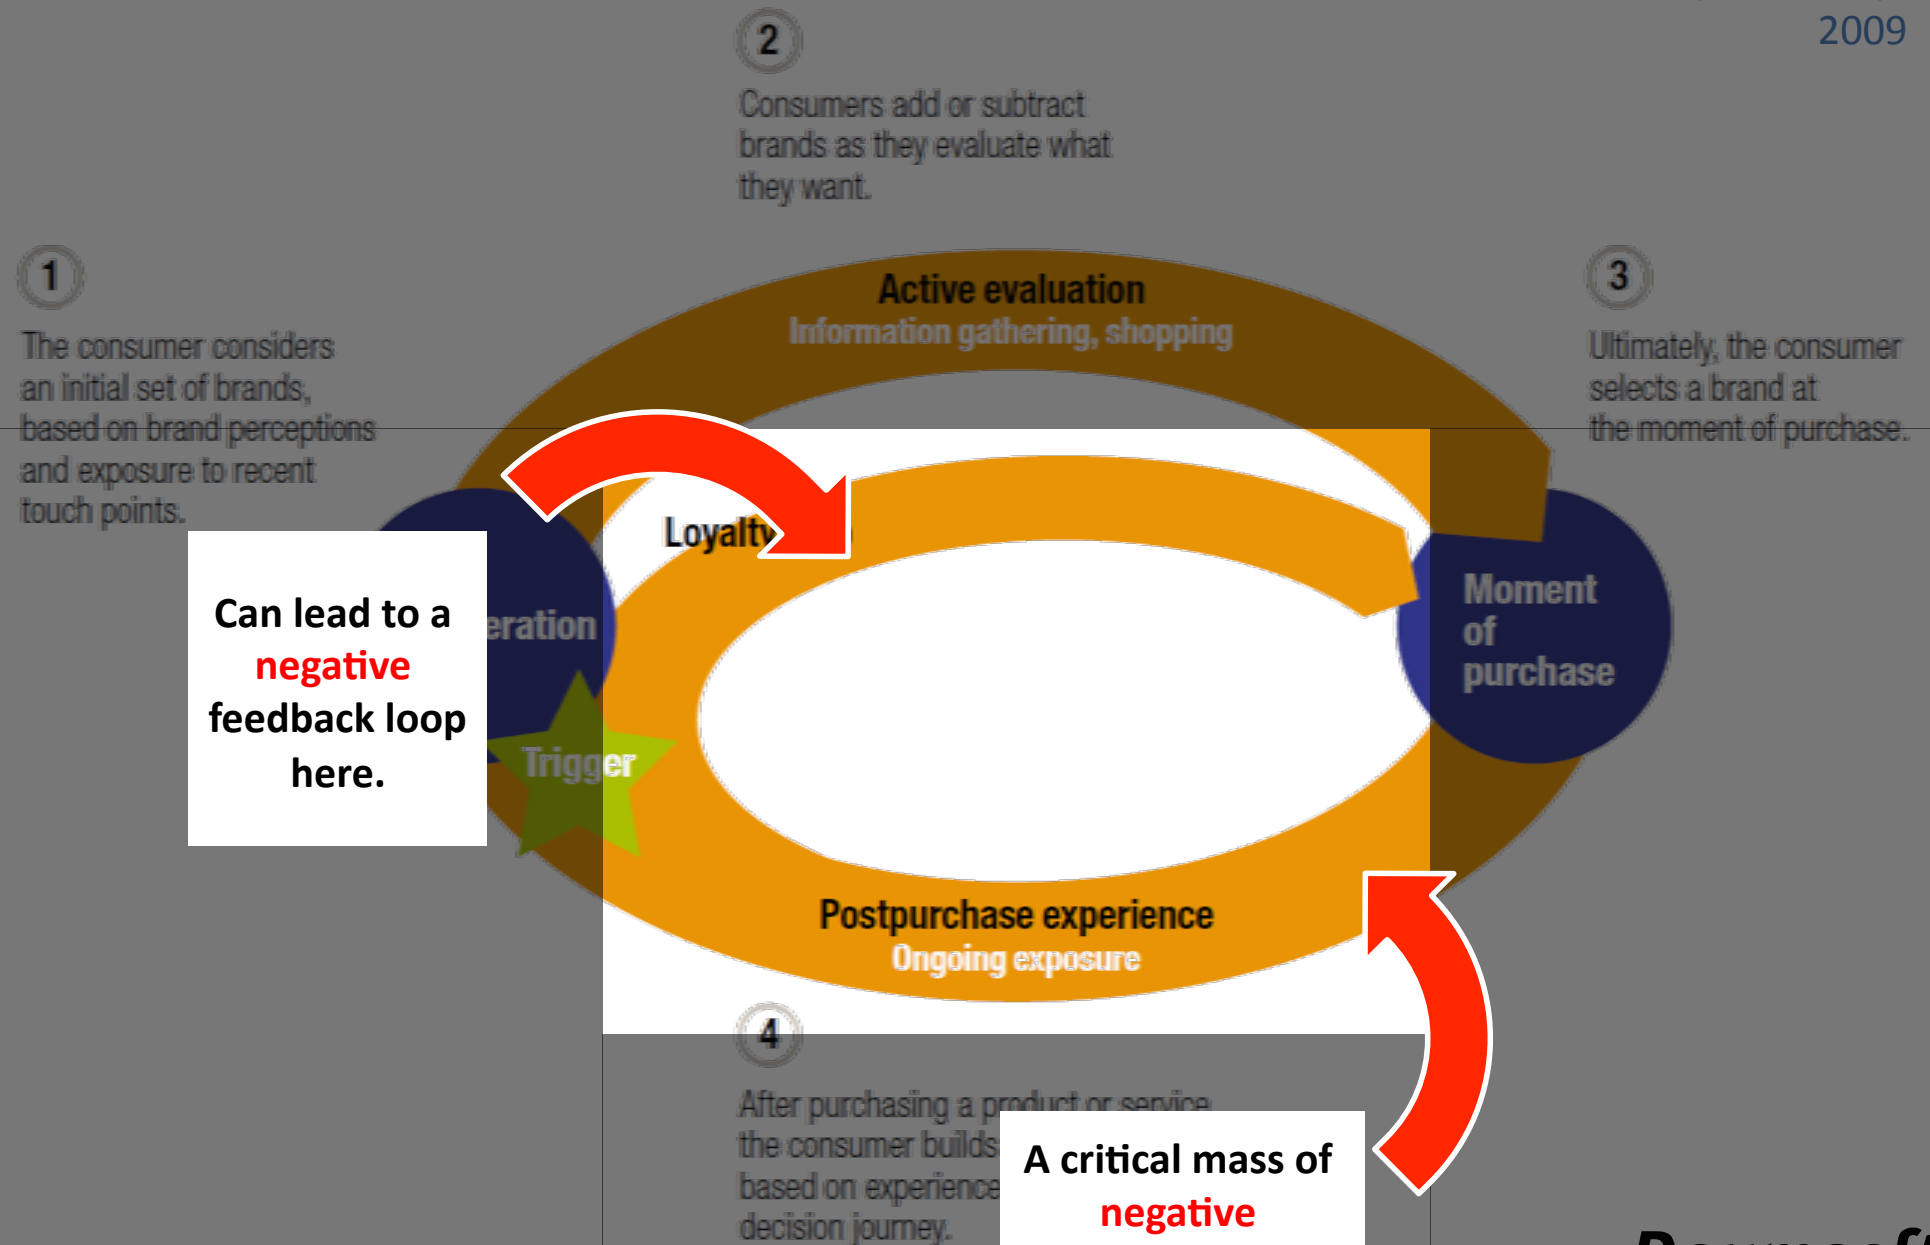 2009
2
Consumers add or subtract
brands as they evaluate what
they want.
1
The consumer considers
an initial set of brands,
based on brand perceptions
and exposure to recent
touch points.
Active evaluation
Information gathering, shopping
3
Ultimately, the consumer
selects a brand at
the moment of purchase.
Loyalty
Can lead to a
negative
feedback loop
here.
eration
Trigger
Moment
of
purchase
Postpurchase experience
Ongoing exposure
4
After purchasing a product or service
the consumer builds
based on experience
decision journey.
A critical mass of
negative